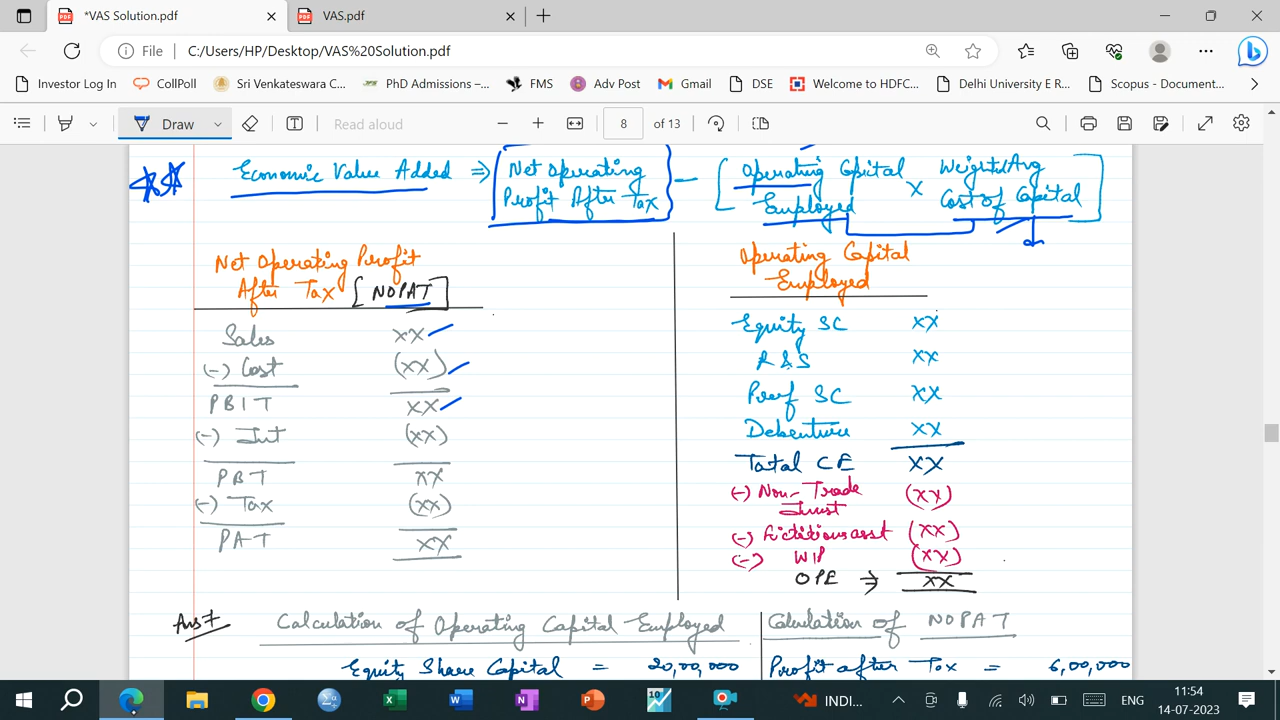 *VAS Solution.pdf
VAS.pdf
File
C:/Users/HP/Desktop/VAS%20Solution.pdf
Investor Log In
CollPoll
Sri Venkateswara C...
PhD Admissions –...
FMS
Adv Post
Gmail
DSE
Welcome to HDFC...
Delhi University E R
Scopus - Document...
Draw
Read aloud
8 of 13
Economic Value Added ⇒ [Net Operating Profit After Tax] — [Operating Capital Employed × Weighted Avg Cost of Capital]
Net Operating Profit
After Tax [NOPAT]
Sales XX
(-) Cost (XX)
PBIT XX
(-) Int (XX)
PBT XX
(-) Tax (XX)
PAT XX
Operating Capital
Employed
Equity SC XX
R&S XX
Pref SC XX
Debenture XX
Total CE XX
(-) Non-Trade (XX)
Invst
(-) Fictitious asst (XX)
(-) WIP (XX)
OPE ⇒ XX
Ans 7
Calculation of Operating Capital Employed
Calculation of NOPAT
Equity Share Capital = 20,00,000
Profit after Tax = 6,00,000
INDI...
ENG
11:54
14-07-2023